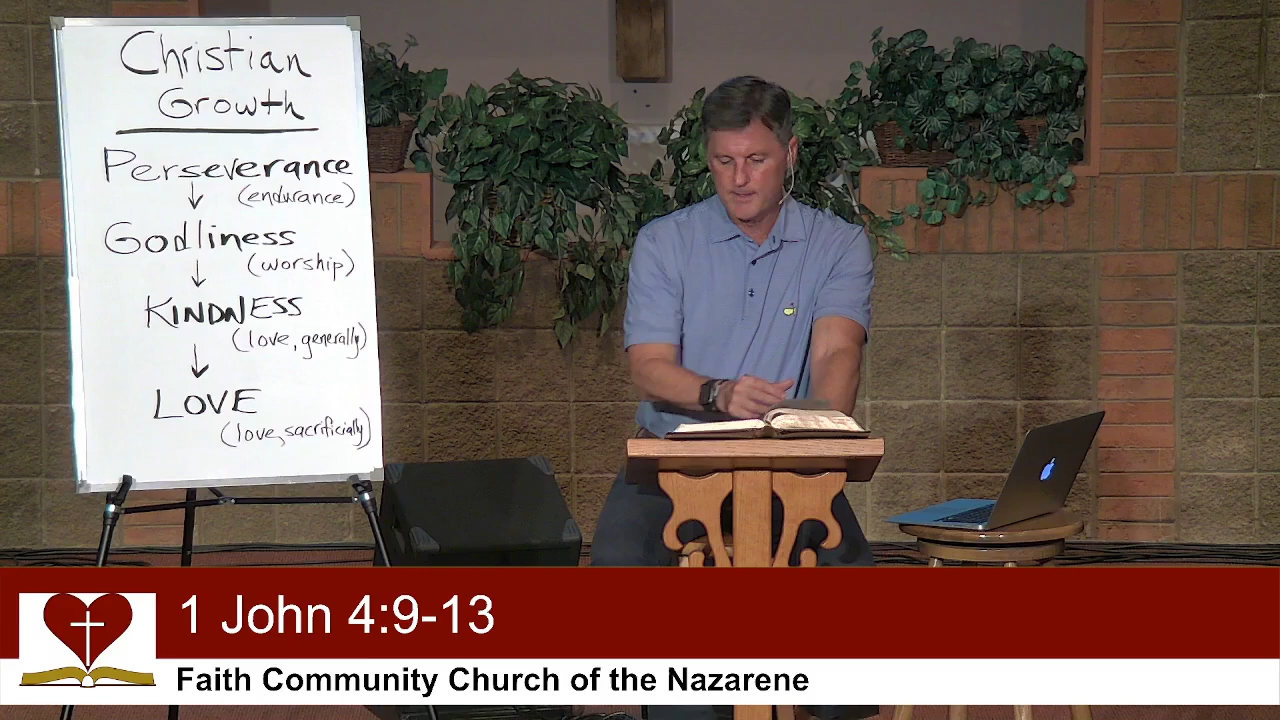 Christian
Growth
Perseverance
(endurance)
Godliness
(worship)
KINDNESS
(love, generally)
LOVE
(love, sacrificially)
1 John 4:9-13
Faith Community Church of the Nazarene